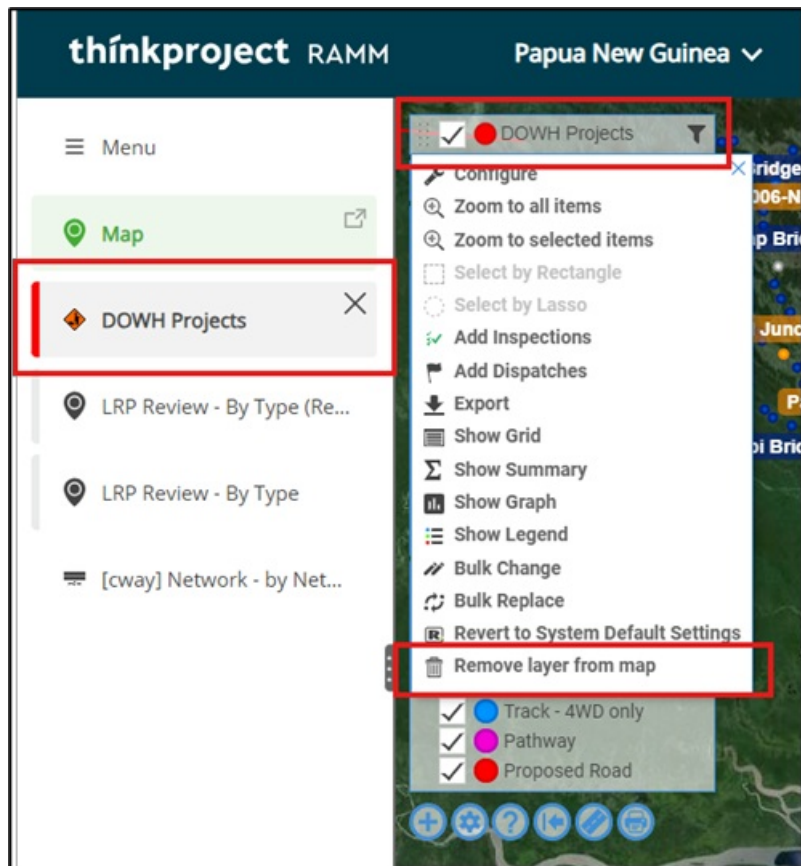 thinkproject RAMM
Papua New Guinea
Menu
Map
DOWH Projects
LRP Review - By Type (Re...
LRP Review - By Type
[cway] Network - by Net...
DOWH Projects
Configure
Zoom to all items
Zoom to selected items
Select by Rectangle
Select by Lasso
Add Inspections
Add Dispatches
Export
Show Grid
Show Summary
Show Graph
Show Legend
Bulk Change
Bulk Replace
Revert to System Default Settings
Remove layer from map
Track - 4WD only
Pathway
Proposed Road